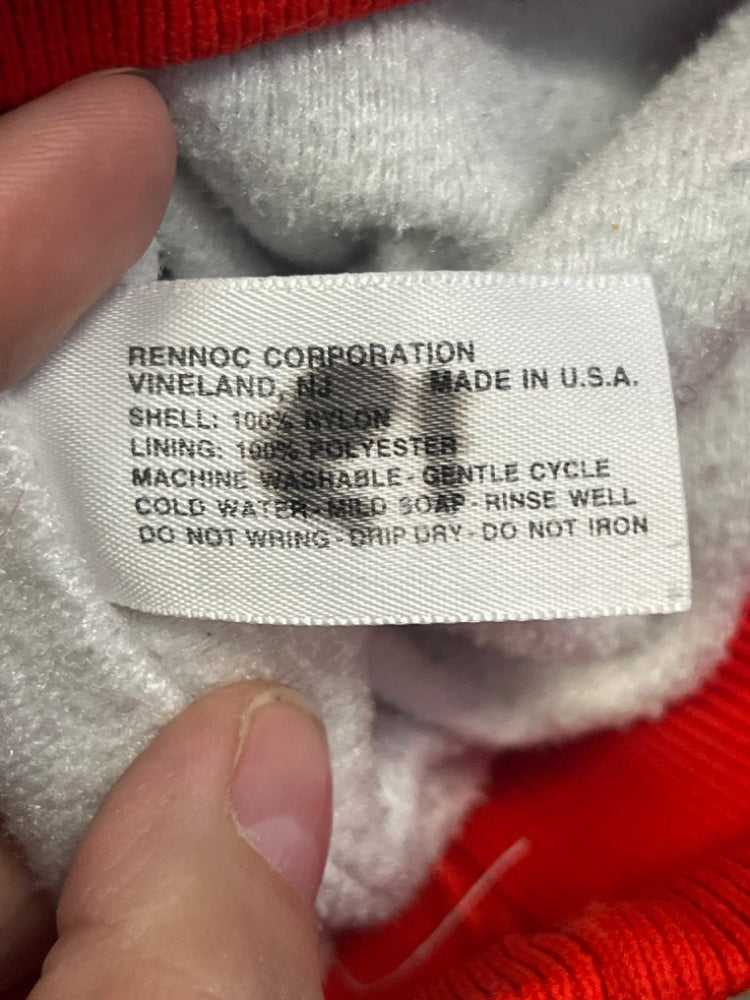 RENNOC CORPORATION
VINELAND, NJ MADE IN U.S.A.
SHELL: 100% NYLON
LINING: 100% POLYESTER
MACHINE WASHABLE - GENTLE CYCLE
COLD WATER - MILD SOAP - RINSE WELL
DO NOT WRING - DRIP DRY - DO NOT IRON